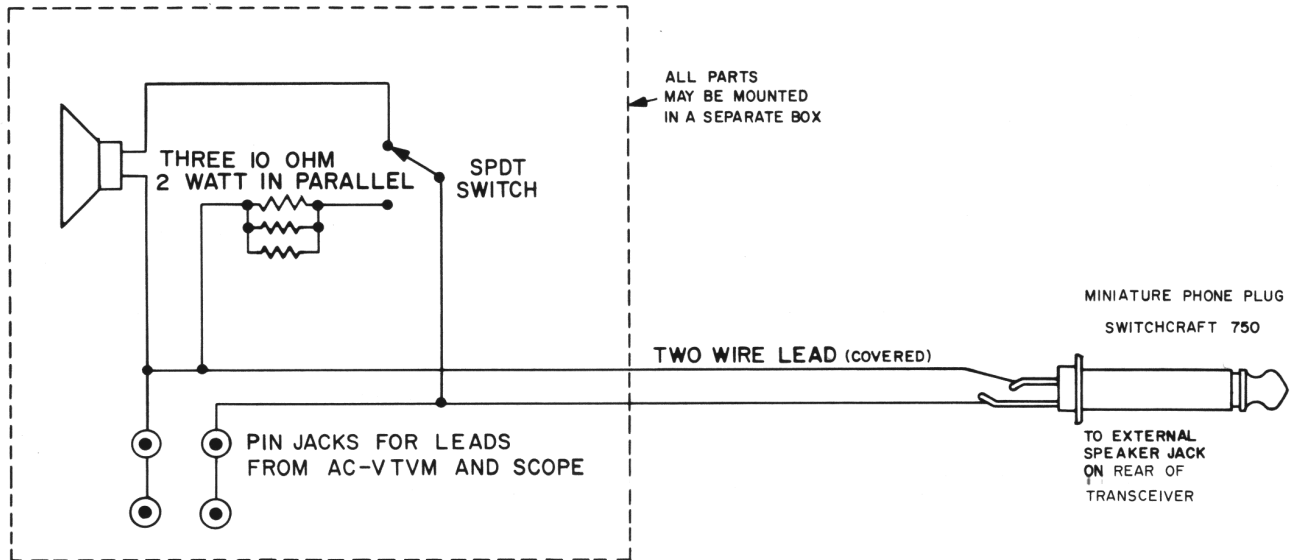 ALL PARTS
MAY BE MOUNTED
IN A SEPARATE BOX
THREE 10 OHM
2 WATT IN PARALLEL
SPDT
SWITCH
MINIATURE PHONE PLUG
SWITCHCRAFT 750
TWO WIRE LEAD (COVERED)
PIN JACKS FOR LEADS
FROM AC-VTVM AND SCOPE
TO EXTERNAL
SPEAKER JACK
ON REAR OF
TRANSCEIVER